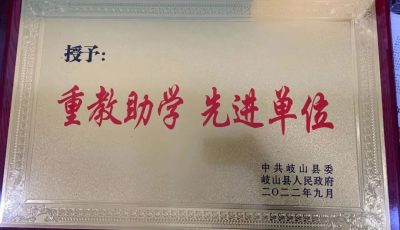 授予:
重教助学 先进单位
中共岐山县委
岐山县人民政府
二〇二二年九月